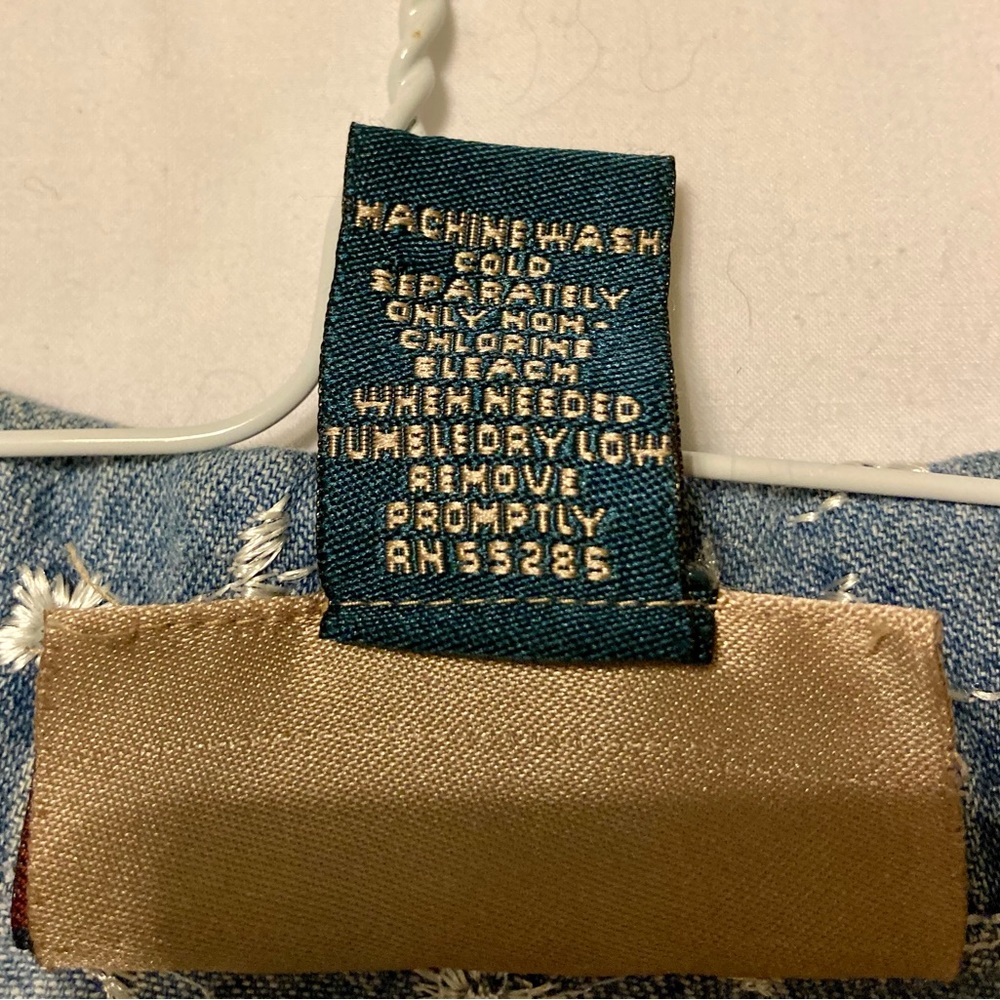 MACHINE WASH
COLD
SEPARATELY
ONLY NON-
CHLORINE
BLEACH
WHEN NEEDED
TUMBLE DRY LOW
REMOVE
PROMPTLY
RN 55285